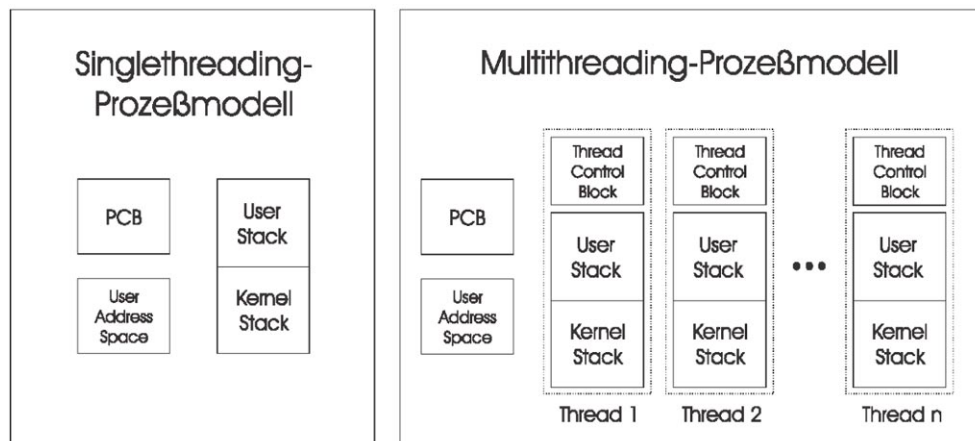 Singlethreading-
Prozeßmodell
PCB
User
Stack
User
Address
Space
Kernel
Stack
Multithreading-Prozeßmodell
PCB
User
Address
Space
Thread
Control
Block
User
Stack
Kernel
Stack
Thread 1
Thread
Control
Block
User
Stack
Kernel
Stack
Thread 2
•••
Thread
Control
Block
User
Stack
Kernel
Stack
Thread n